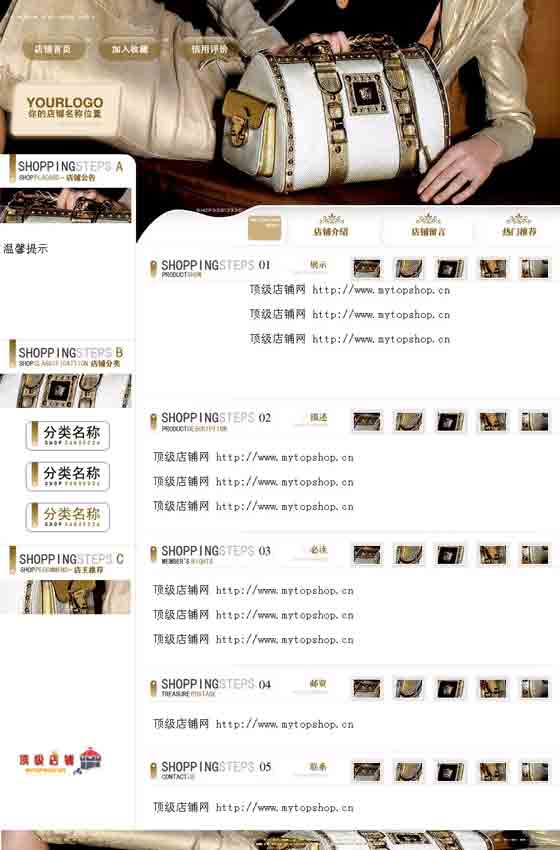 店铺首页 加入收藏 信用评价
YOURLOGO
你的店铺名称位置
SHOPPINGSTEPS A
店铺公告
温馨提示
SHOPPINGSTEPS B
店铺分类
分类名称
分类名称
分类名称
SHOPPINGSTEPS C
店主推荐
顶级店铺
店铺介绍 店铺留言 热门推荐
SHOPPINGSTEPS 01 展示
PRODUCTSHOW
顶级店铺网 http://www.mytopshop.cn
顶级店铺网 http://www.mytopshop.cn
顶级店铺网 http://www.mytopshop.cn
SHOPPINGSTEPS 02 描述
PRODUCTDESCRIPTION
顶级店铺网 http://www.mytopshop.cn
顶级店铺网 http://www.mytopshop.cn
顶级店铺网 http://www.mytopshop.cn
SHOPPINGSTEPS 03 必读
MEMBER'S RIGHTS
顶级店铺网 http://www.mytopshop.cn
顶级店铺网 http://www.mytopshop.cn
顶级店铺网 http://www.mytopshop.cn
SHOPPINGSTEPS 04 邮资
TREASURE POSTAGE
顶级店铺网 http://www.mytopshop.cn
SHOPPINGSTEPS 05 联系
CONTACT US
顶级店铺网 http://www.mytopshop.cn